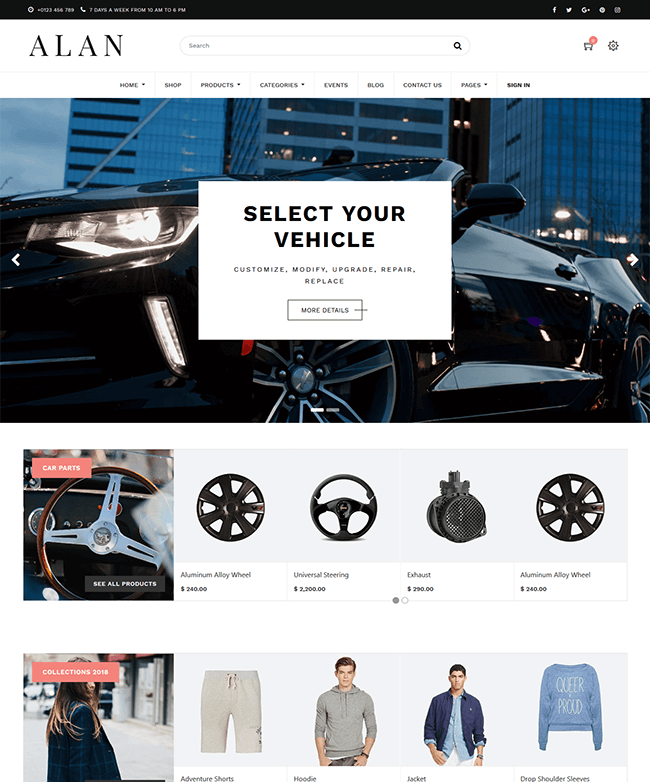 +0123 456 789 7 DAYS A WEEK FROM 10 AM TO 6 PM
ALAN
Search
0
HOME SHOP PRODUCTS CATEGORIES EVENTS BLOG CONTACT US PAGES SIGN IN
SELECT YOUR
VEHICLE
CUSTOMIZE, MODIFY, UPGRADE, REPAIR,
REPLACE
MORE DETAILS
CAR PARTS
SEE ALL PRODUCTS
Aluminum Alloy Wheel
$ 240.00
Universal Steering
$ 2,200.00
Exhaust
$ 290.00
Aluminum Alloy Wheel
$ 240.00
COLLECTIONS 2018
QUEER
PROUD
Adventure Shorts
Hoodie
Jacket
Drop Shoulder Sleeves